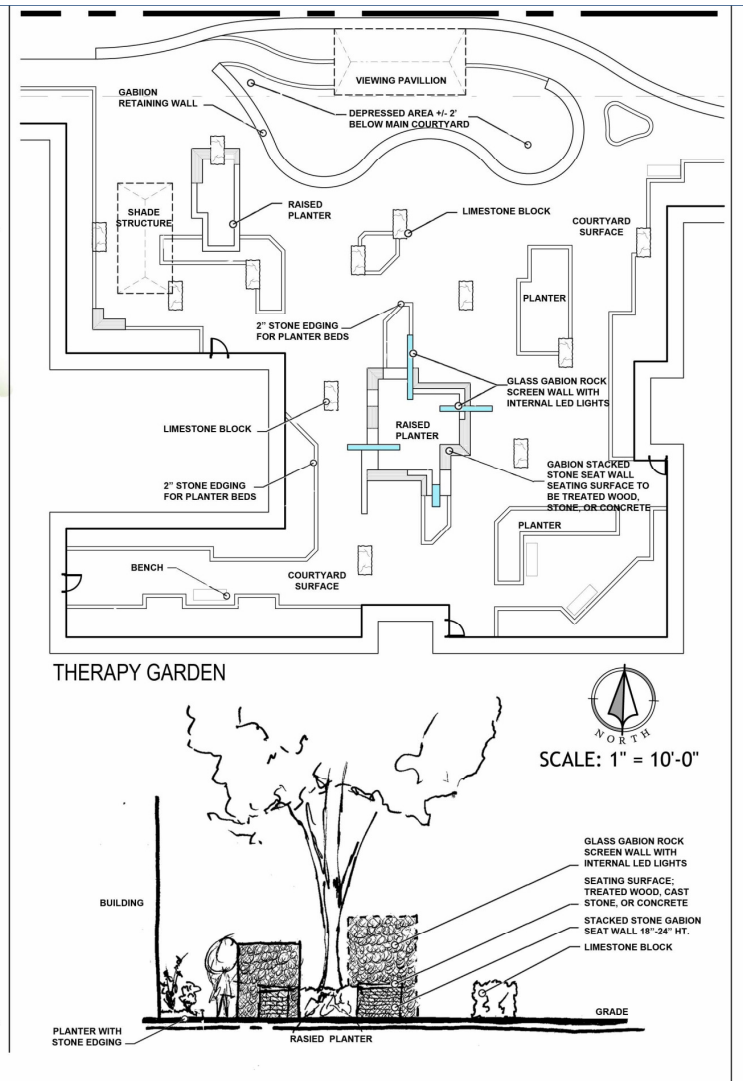 VIEWING PAVILLION
GABIION
RETAINING WALL
DEPRESSED AREA +/- 2'
BELOW MAIN COURTYARD
SHADE
STRUCTURE
RAISED
PLANTER
LIMESTONE BLOCK
COURTYARD
SURFACE
PLANTER
2" STONE EDGING
FOR PLANTER BEDS
GLASS GABION ROCK
SCREEN WALL WITH
INTERNAL LED LIGHTS
LIMESTONE BLOCK
RAISED
PLANTER
GABION STACKED
STONE SEAT WALL
SEATING SURFACE TO
BE TREATED WOOD,
STONE, OR CONCRETE
2" STONE EDGING
FOR PLANTER BEDS
PLANTER
BENCH
COURTYARD
SURFACE
THERAPY GARDEN
NORTH
SCALE: 1" = 10'-0"
GLASS GABION ROCK
SCREEN WALL WITH
INTERNAL LED LIGHTS
SEATING SURFACE;
TREATED WOOD, CAST
STONE, OR CONCRETE
STACKED STONE GABION
SEAT WALL 18"-24" HT.
LIMESTONE BLOCK
BUILDING
GRADE
PLANTER WITH
STONE EDGING
RASIED PLANTER